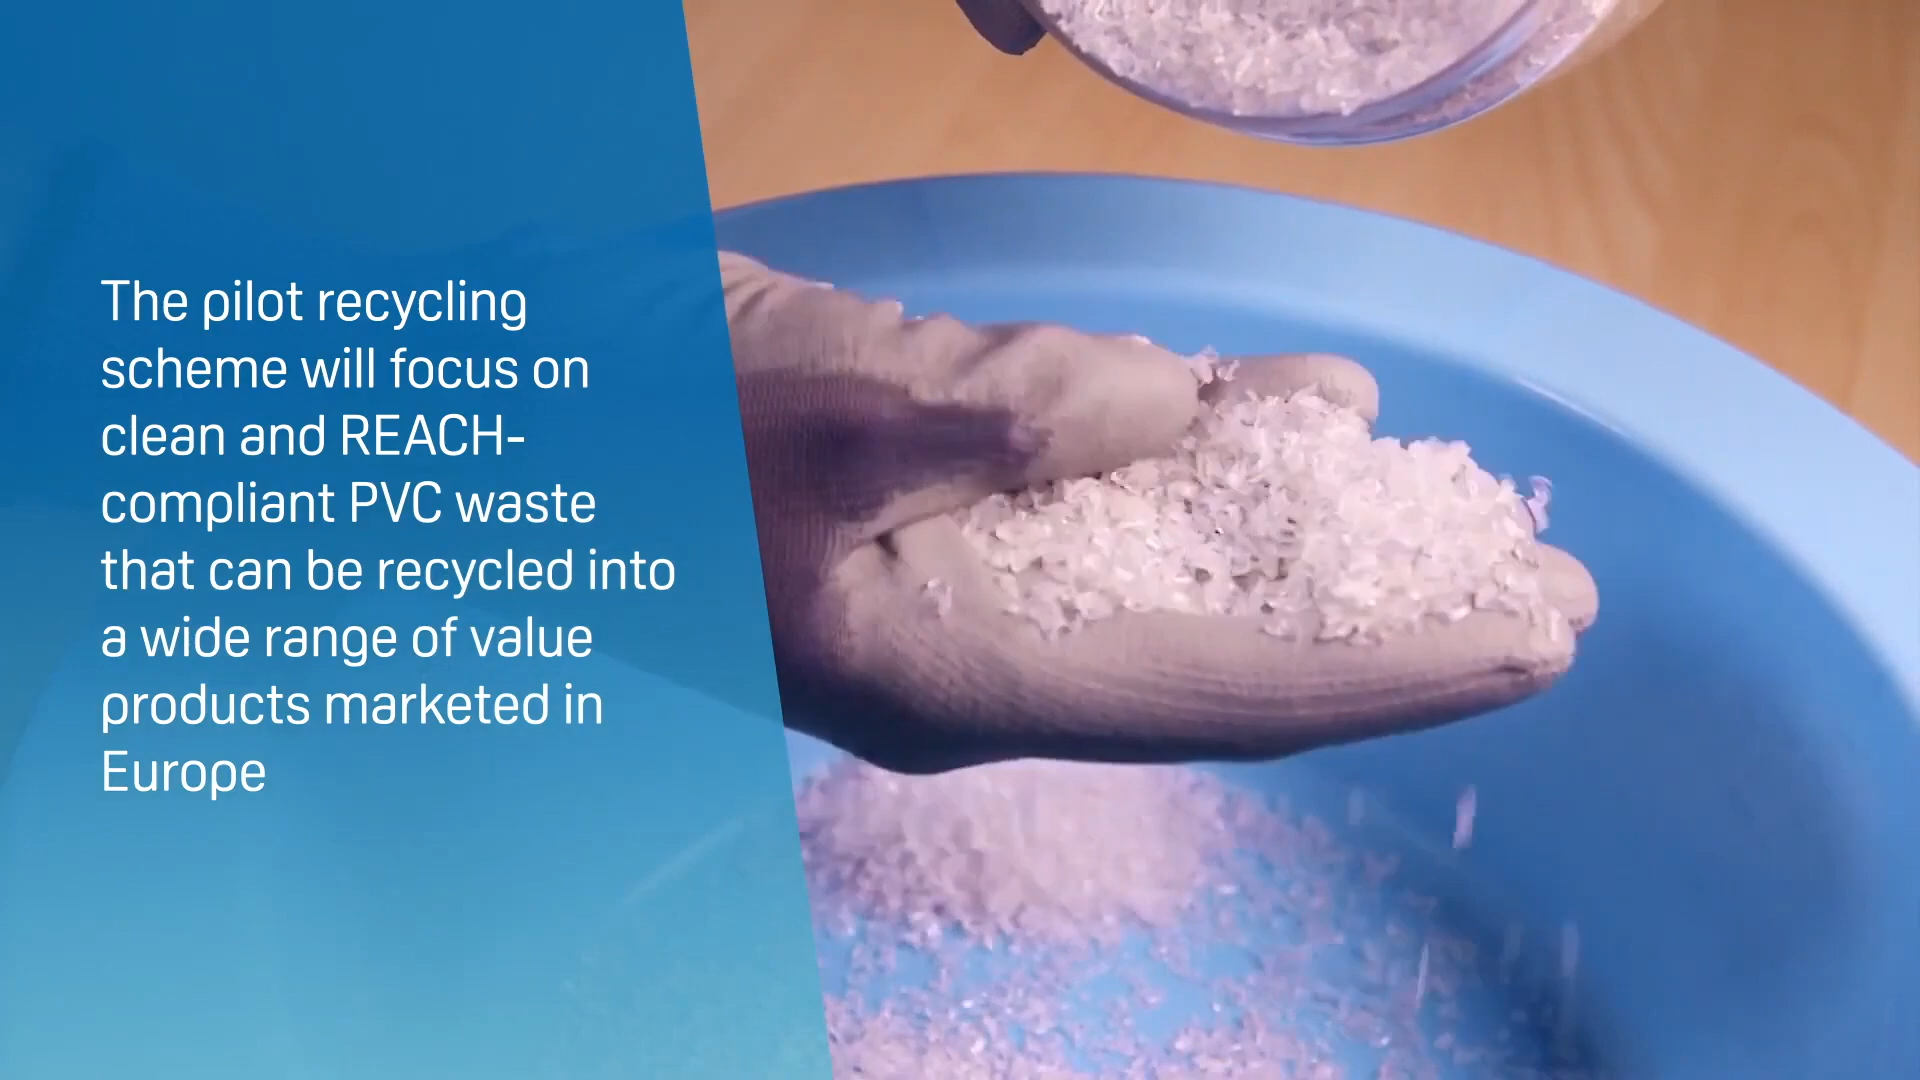 The pilot recycling
scheme will focus on
clean and REACH-
compliant PVC waste
that can be recycled into
a wide range of value
products marketed in
Europe